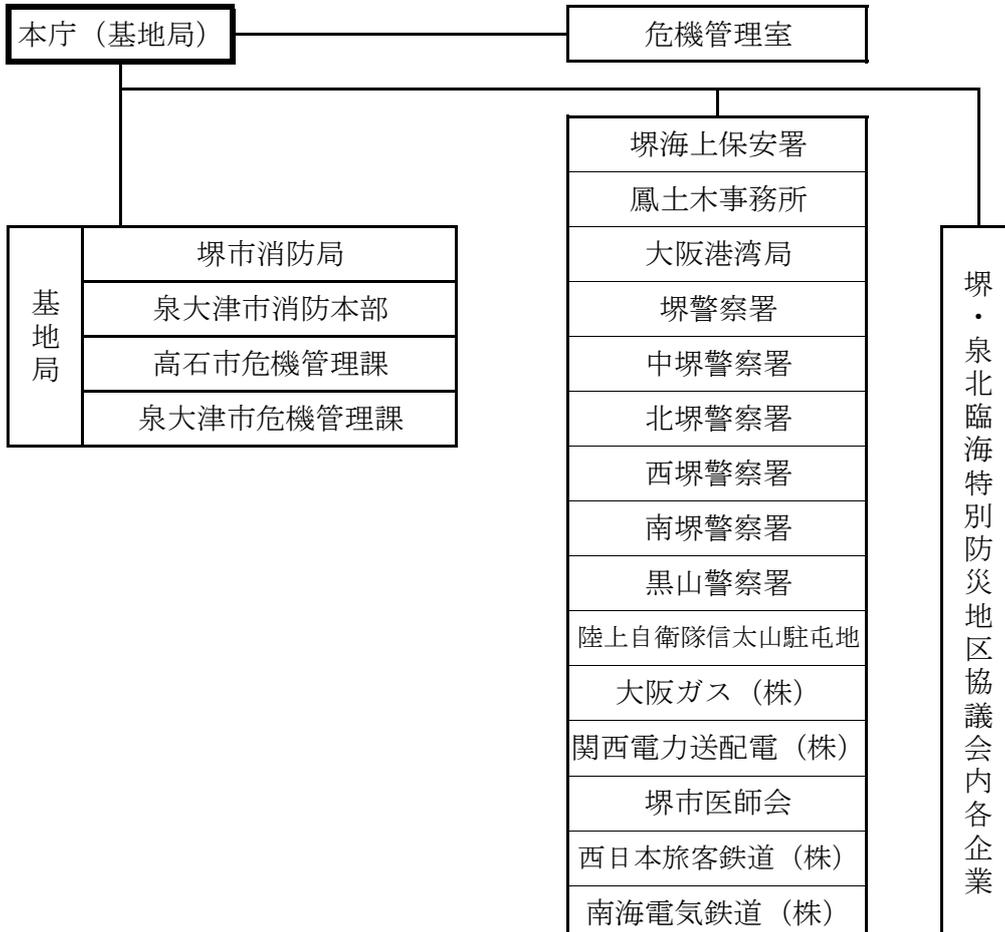 本庁（基地局）
危機管理室
基地局
堺市消防局
泉大津市消防本部
高石市危機管理課
泉大津市危機管理課
堺海上保安署
鳳土木事務所
大阪港湾局
堺警察署
中堺警察署
北堺警察署
西堺警察署
南堺警察署
黒山警察署
陸上自衛隊信太山駐屯地
大阪ガス（株）
関西電力送配電（株）
堺市医師会
西日本旅客鉄道（株）
南海電気鉄道（株）
堺・泉北臨海特別防災地区協議会内各企業